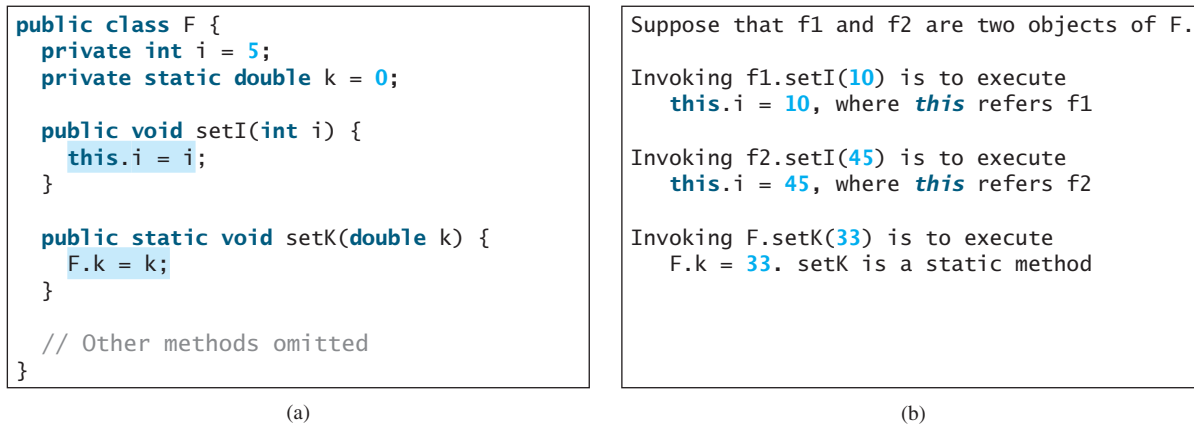 public class F {
  private int i = 5;
  private static double k = 0;

  public void setI(int i) {
    this.i = i;
  }

  public static void setK(double k) {
    F.k = k;
  }

  // Other methods omitted
}
(a)
Suppose that f1 and f2 are two objects of F.

Invoking f1.setI(10) is to execute
   this.i = 10, where this refers f1

Invoking f2.setI(45) is to execute
   this.i = 45, where this refers f2

Invoking F.setK(33) is to execute
   F.k = 33. setK is a static method
(b)